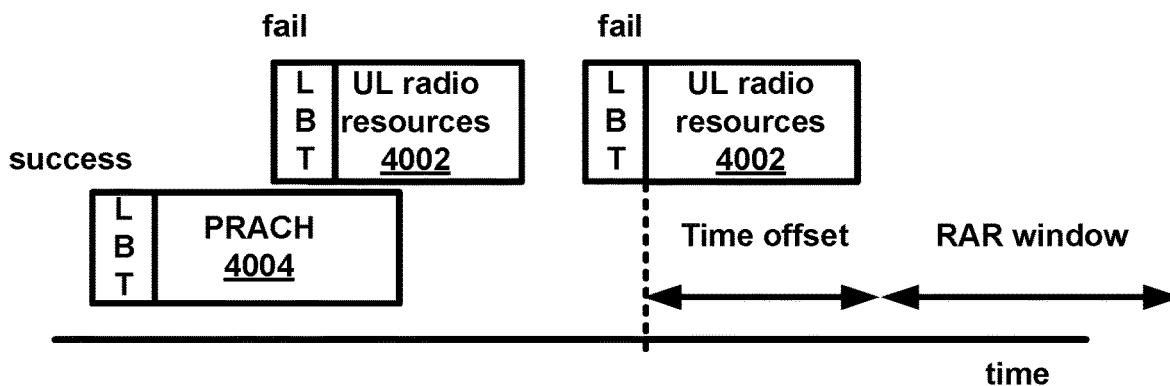 fail
fail
L
B
T
UL radio
resources
4002
L
B
T
UL radio
resources
4002
success
L
B
T
PRACH
4004
Time offset
RAR window
time